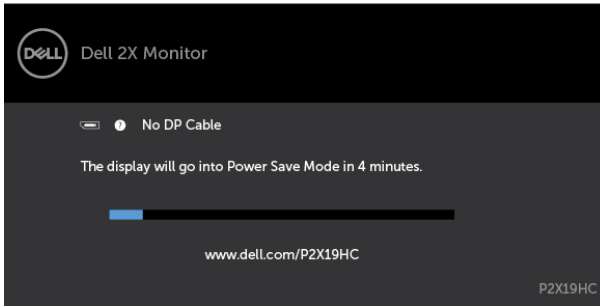 DELL
Dell 2X Monitor
? No DP Cable
The display will go into Power Save Mode in 4 minutes.
www.dell.com/P2X19HC
P2X19HC